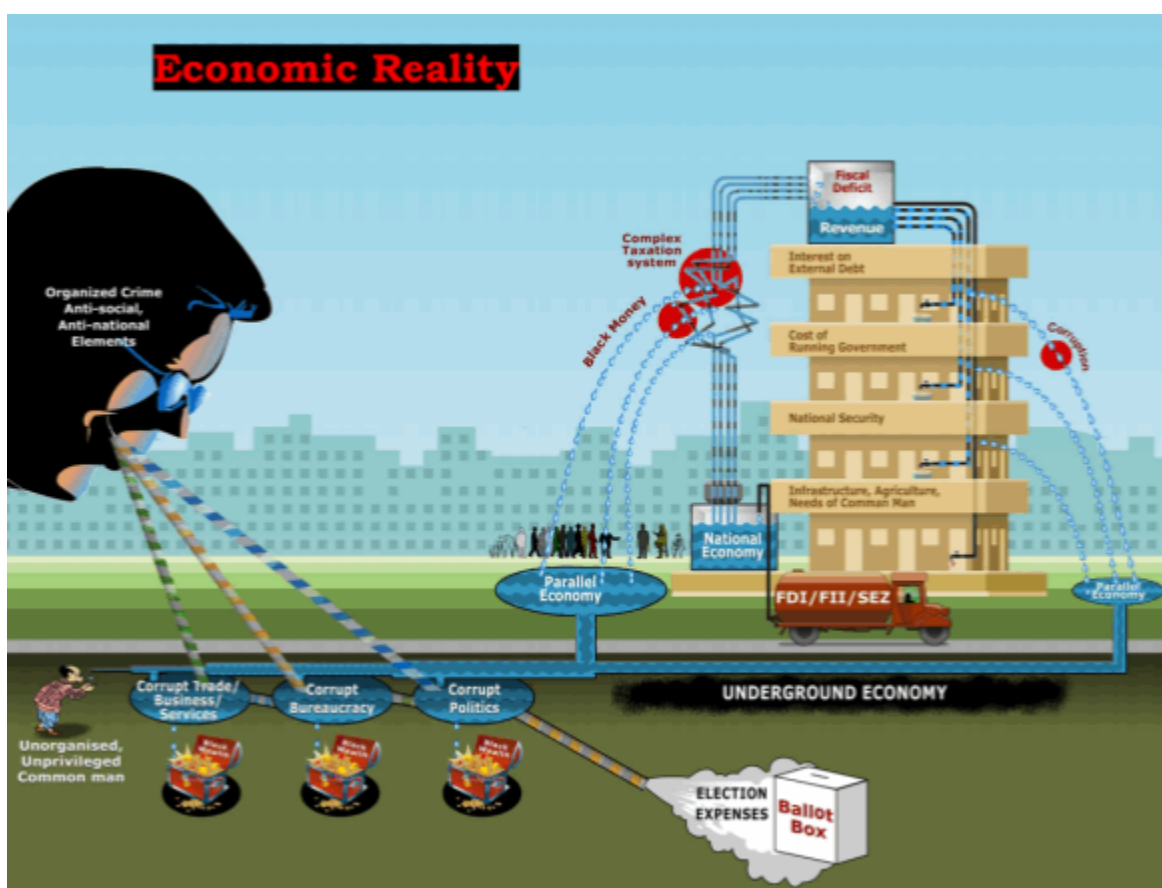 Economic Reality
Fiscal
Deficit
Revenue
Complex
Taxation
system
Interest on
External Debt
Organized Crime
Anti-social,
Anti-national
Elements
Black Money
Corruption
Cost of
Running Government
National Security
Infrastructure, Agriculture,
Needs of Comman Man
National
Economy
Parallel
Economy
FDI/FII/SEZ
Parallel
Economy
Corrupt Trade/
Business/
Services
Corrupt
Bureaucracy
Corrupt
Politics
UNDERGROUND ECONOMY
Unorganised,
Unprivileged
Common man
Black
Black
Black
ELECTION
EXPENSES
Ballot
Box